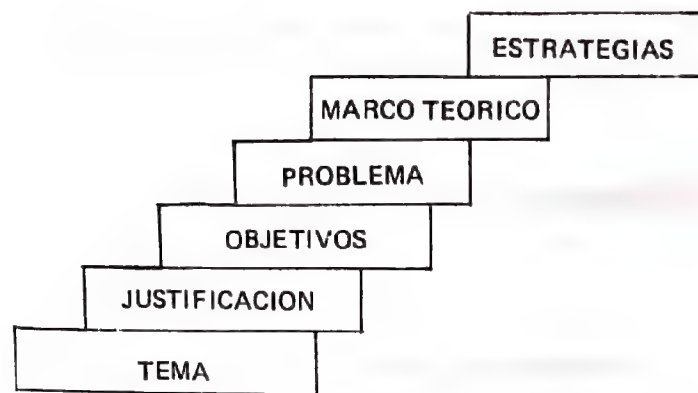 ESTRATEGIAS
MARCO TEORICO
PROBLEMA
OBJETIVOS
JUSTIFICACION
TEMA